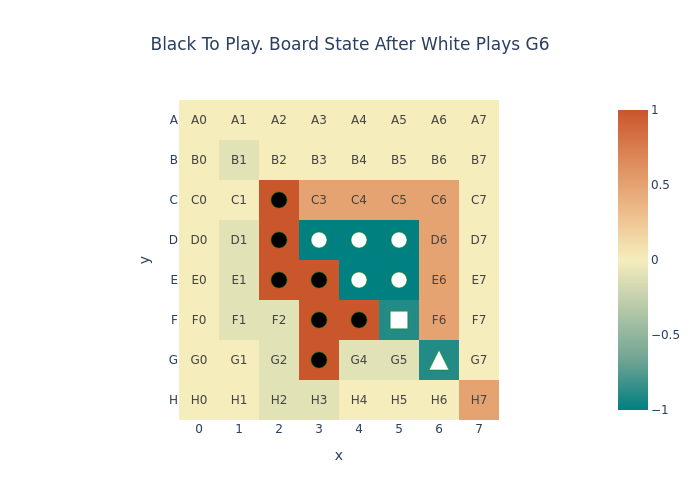 Black To Play. Board State After White Plays G6
A A0 A1 A2 A3 A4 A5 A6 A7
B B0 B1 B2 B3 B4 B5 B6 B7
C C0 C1 C3 C4 C5 C6 C7
D D0 D1 D6 D7
E E0 E1 E6 E7
F F0 F1 F2 F6 F7
G G0 G1 G2 G4 G5 G7
H H0 H1 H2 H3 H4 H5 H6 H7
0 1 2 3 4 5 6 7
x
y
1
0.5
0
−0.5
−1